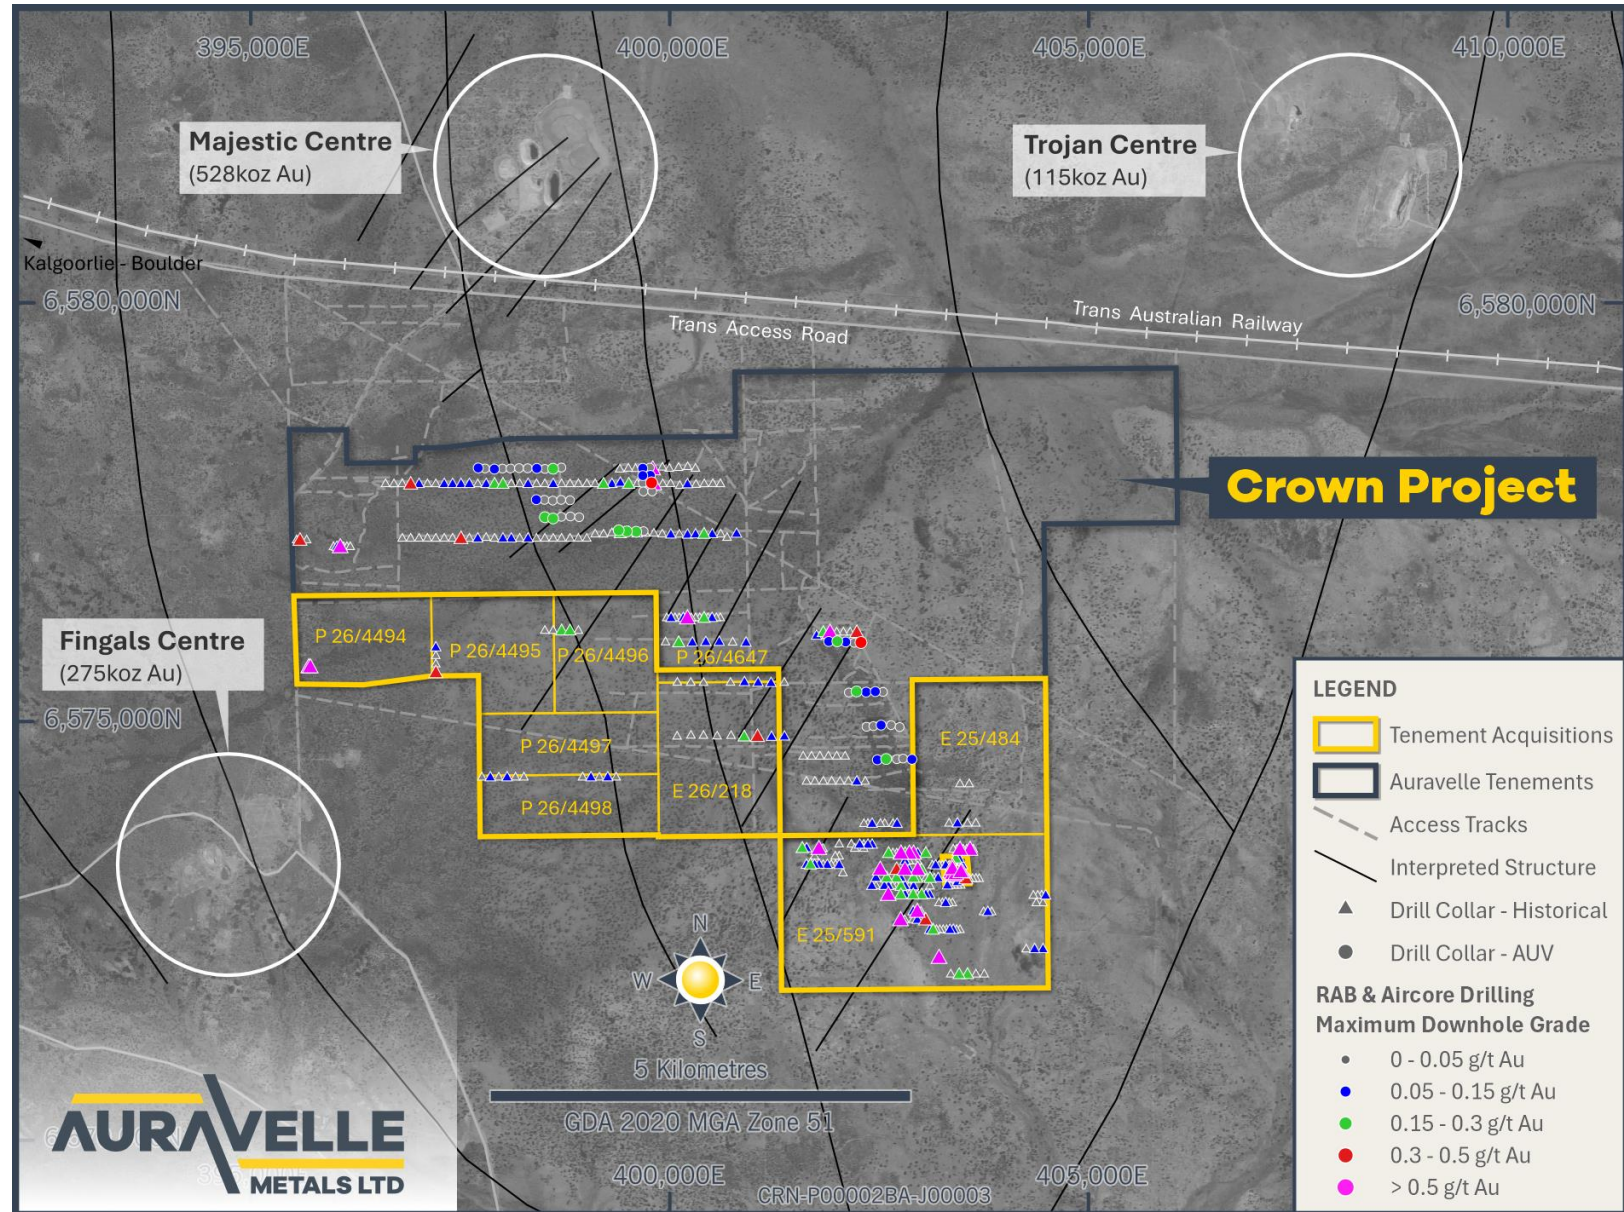 395,000E
400,000E
405,000E
410,000E
Majestic Centre
(528koz Au)
Trojan Centre
(115koz Au)
Kalgoorlie - Boulder
6,580,000N
6,580,000N
Trans Access Road
Trans Australian Railway
Crown Project
P 26/4494
P 26/4495
P 26/4496
P 26/4647
Fingals Centre
(275koz Au)
6,575,000N
P 26/4497
P 26/4498
E 26/218
E 25/484
E 25/591
N
W
E
S
5 Kilometres
GDA 2020 MGA Zone 51
400,000E
405,000E
CRN-P00002BA-J00003
AURAVELLE
METALS LTD
LEGEND
Tenement Acquisitions
Auravelle Tenements
Access Tracks
Interpreted Structure
Drill Collar - Historical
Drill Collar - AUV
RAB & Aircore Drilling
Maximum Downhole Grade
0 - 0.05 g/t Au
0.05 - 0.15 g/t Au
0.15 - 0.3 g/t Au
0.3 - 0.5 g/t Au
> 0.5 g/t Au